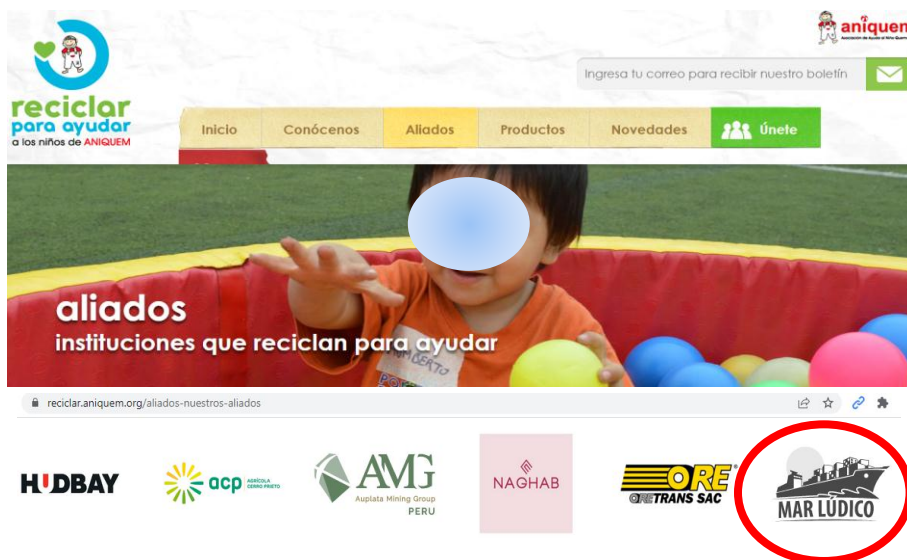 aniquem
Asociación de Ayuda al Niño Quemado
Ingresa tu correo para recibir nuestro boletín
reciclar
para ayudar
a los niños de ANIQUEM
Inicio Conócenos Aliados Productos Novedades Únete
aliados
instituciones que reciclan para ayudar
reciclar.aniquem.org/aliados-nuestros-aliados
HUDBAY
acp AGRÍCOLA
CERRO PRIETO
AMG
Auplata Mining Group
PERU
NAGHAB
ORE
ORETRANS SAC
MAR LÚDICO